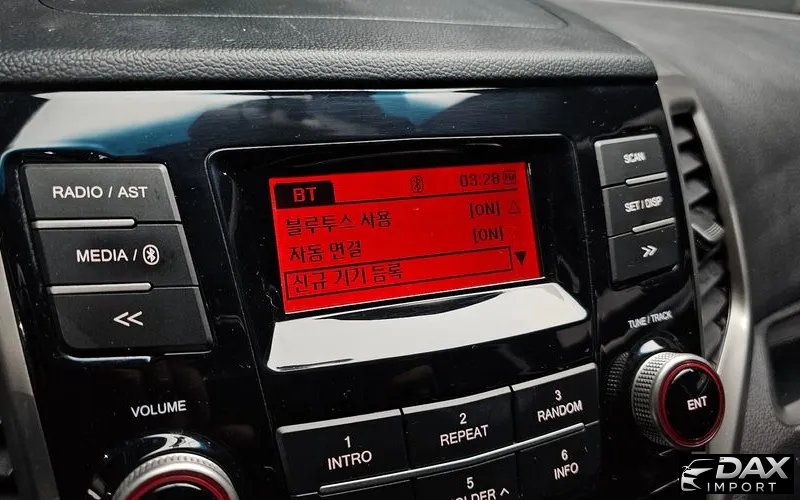 BT 03:28 PM
블루투스 사용 [ON]
자동 연결 [ON]
신규 기기 등록
RADIO / AST
MEDIA /
SCAN
SET / DISP
TUNE / TRACK
ENT
VOLUME
1
INTRO
2
REPEAT
3
RANDOM
5
OLDER ∧
6
INFO
DAX
IMPORT